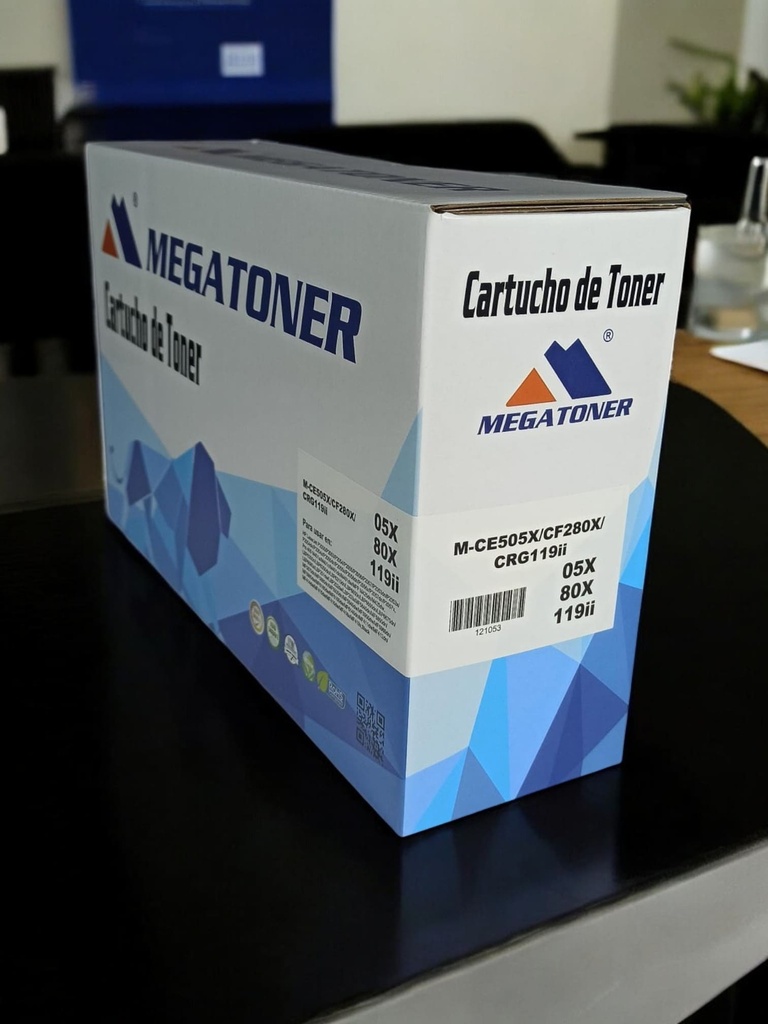 MEGATONER
®
MEGATONER
Cartucho de Toner
M-CE505X/CF280X/
CRG119ii
Para usar en:
05X
80X
119ii
Cartucho de Toner
®
MEGATONER
M-CE505X/CF280X/
CRG119ii
05X
80X
119ii
121053